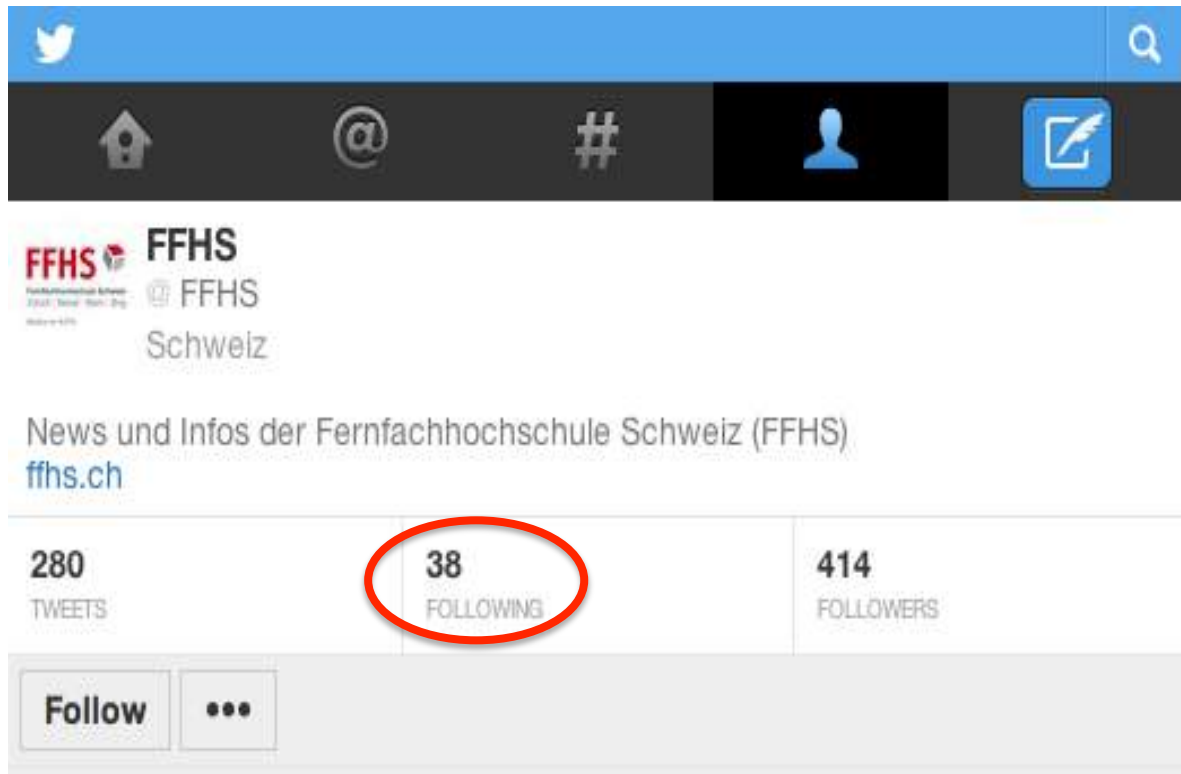 @
#
FFHS
FFHS
@ FFHS
Schweiz
News und Infos der Fernfachhochschule Schweiz (FFHS)
ffhs.ch
280
TWEETS
38
FOLLOWING
414
FOLLOWERS
Follow
•••